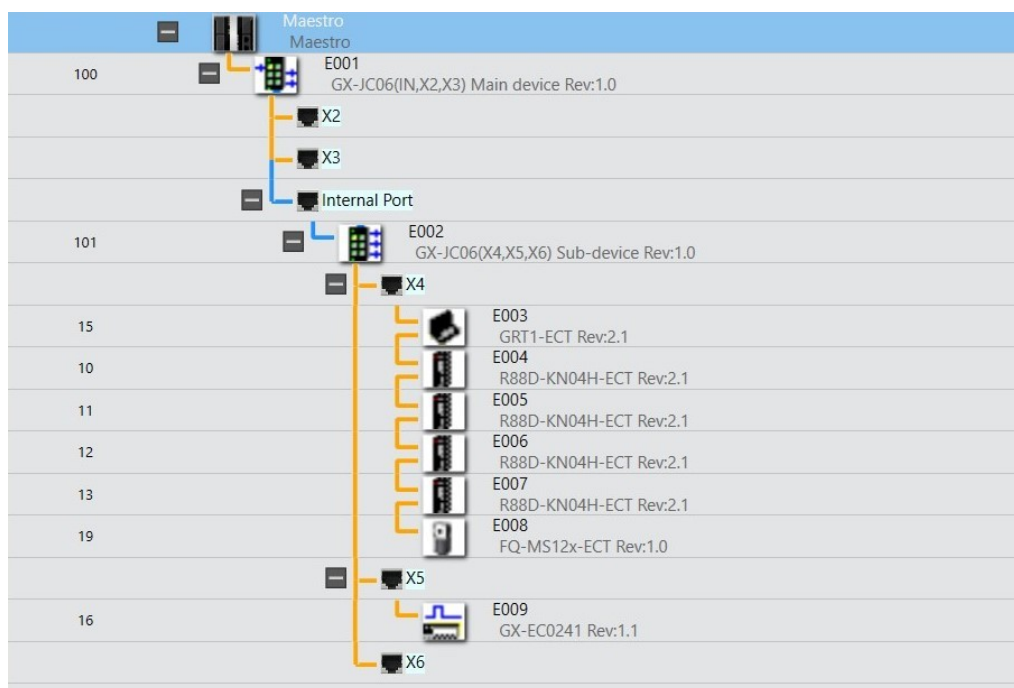 Maestro
Maestro
100
E001
GX-JC06(IN,X2,X3) Main device Rev:1.0
X2
X3
Internal Port
101
E002
GX-JC06(X4,X5,X6) Sub-device Rev:1.0
X4
15
E003
GRT1-ECT Rev:2.1
10
E004
R88D-KN04H-ECT Rev:2.1
11
E005
R88D-KN04H-ECT Rev:2.1
12
E006
R88D-KN04H-ECT Rev:2.1
13
E007
R88D-KN04H-ECT Rev:2.1
19
E008
FQ-MS12x-ECT Rev:1.0
X5
16
E009
GX-EC0241 Rev:1.1
X6